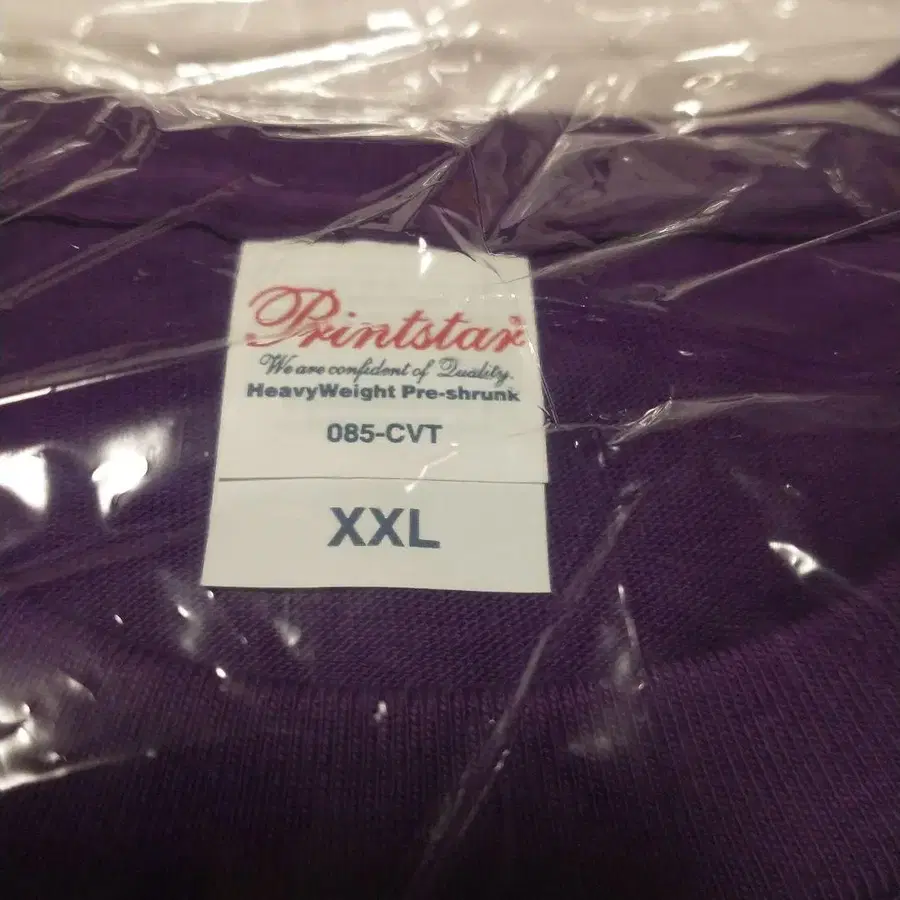 Printstar
We are confident of Quality.
HeavyWeight Pre-shrunk
085-CVT
XXL